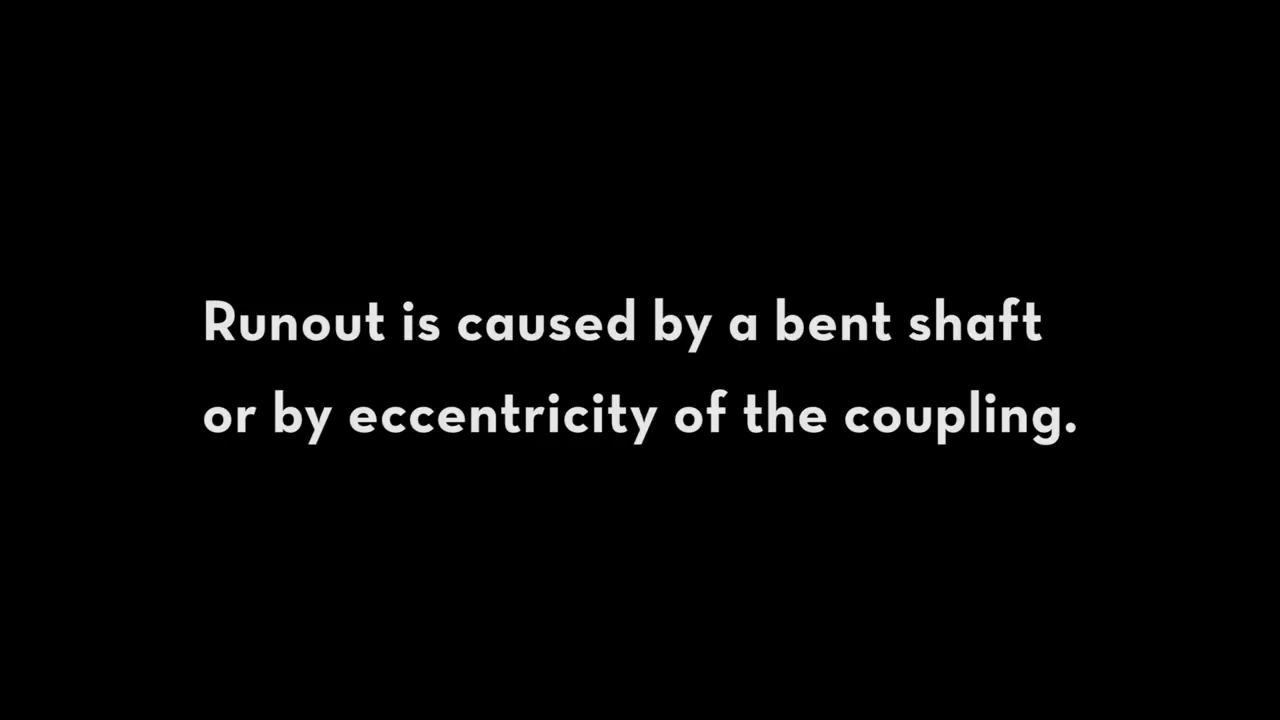 Runout is caused by a bent shaft
or by eccentricity of the coupling.